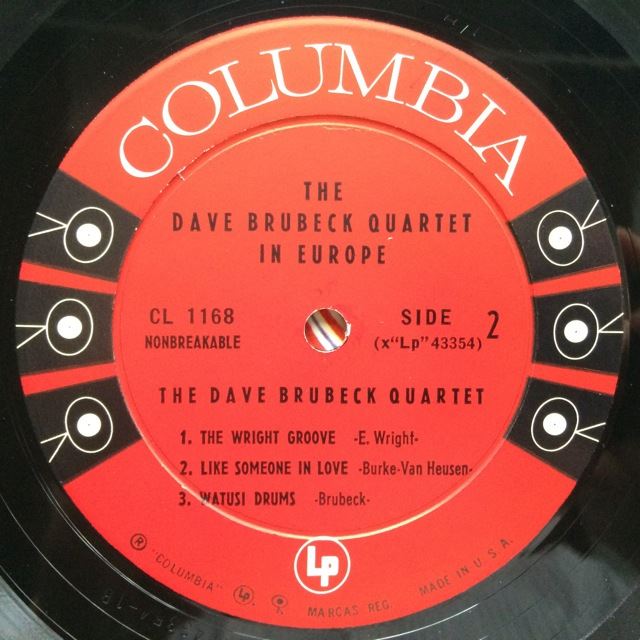 COLUMBIA
THE
DAVE BRUBECK QUARTET
IN EUROPE
CL 1168
NONBREAKABLE
SIDE 2
(x"Lp" 43354)
THE DAVE BRUBECK QUARTET
1. THE WRIGHT GROOVE -E. Wright-
2. LIKE SOMEONE IN LOVE -Burke-Van Heusen-
3. WATUSI DRUMS -Brubeck-
Lp
® "COLUMBIA" Lp MARCAS REG. MADE IN U.S.A.